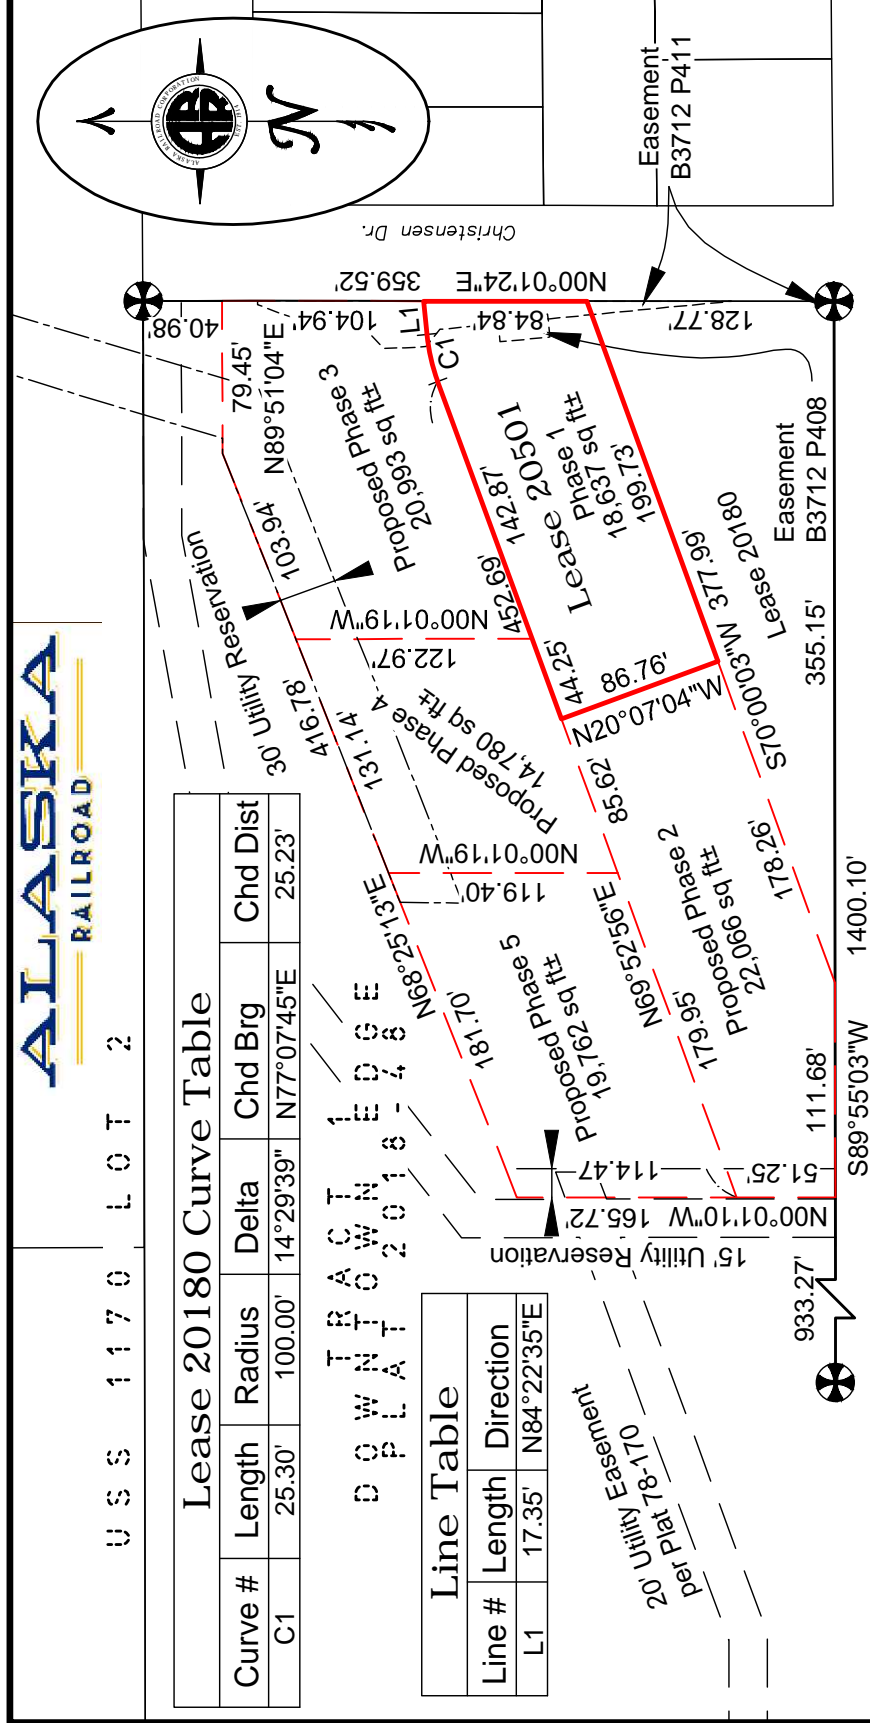 ALASKA
RAILROAD
USS 1170 LOT 2
Lease 20180 Curve Table
Curve # Length Radius Delta Chd Brg Chd Dist
C1 25.30' 100.00' 14°29'39" N77°07'45"E 25.23'
TRACT 1
DOWNTOWN EDGE
PLAT 2018-48
Line Table
Line # Length Direction
L1 17.35' N84°22'35"E
ALASKA RAILROAD CORPORATION
N
Christensen Dr.
Easement
B3712 P411
N00°01'24"E 359.52'
40.98'
104.94'
84.84'
128.77'
L1
C1
79.45'
N89°51'04"E
30' Utility Reservation
103.94'
Proposed Phase 3
20,993 sq ft±
N00°01'19"W
122.97'
416.78'
131.14'
Proposed Phase 4
14,780 sq ft±
452.69'
142.87'
44.25'
Lease 20501
Phase 1
18,637 sq ft±
199.73'
86.76'
N20°07'04"W
S70°00'03"W 377.99'
Lease 20180
Easement
B3712 P408
N00°01'19"W
119.40'
N68°25'13"E
181.70'
Proposed Phase 5
19,762 sq ft±
85.62'
N69°52'56"E
179.95'
Proposed Phase 2
22,066 sq ft±
178.26'
114.47
51.25'
N00°01'10"W 165.72'
15' Utility Reservation
111.68'
355.15'
S89°55'03"W
1400.10'
933.27'
20' Utility Easement
per Plat 78-170